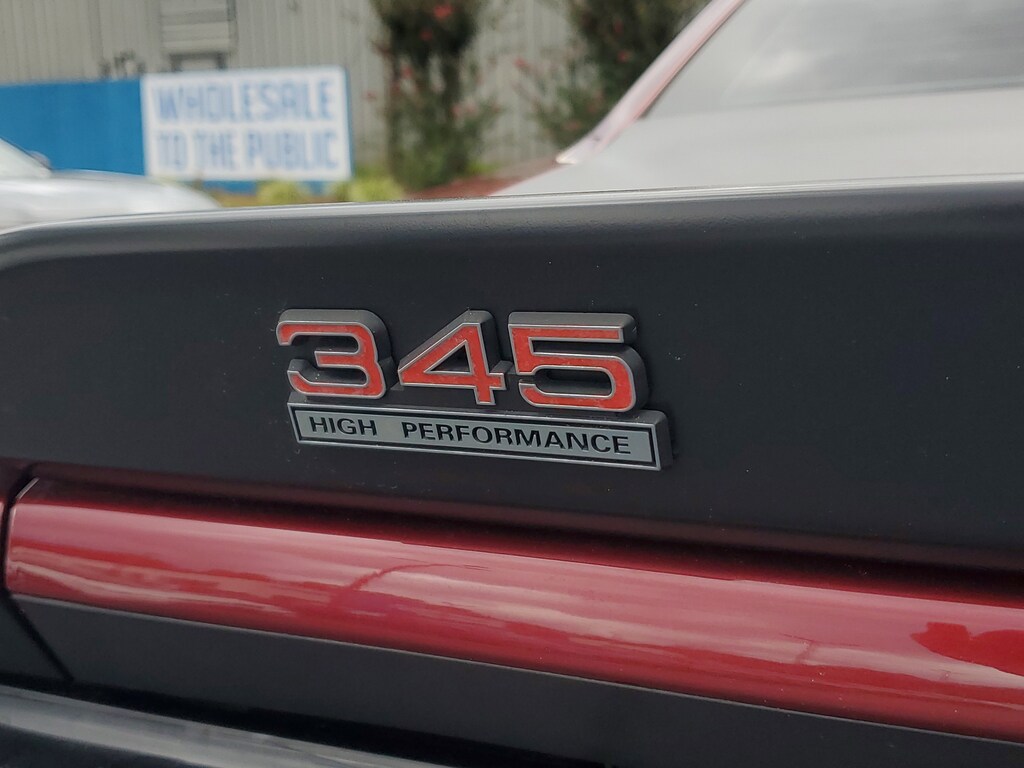 WHOLESALE
TO THE PUBLIC
345
HIGH PERFORMANCE